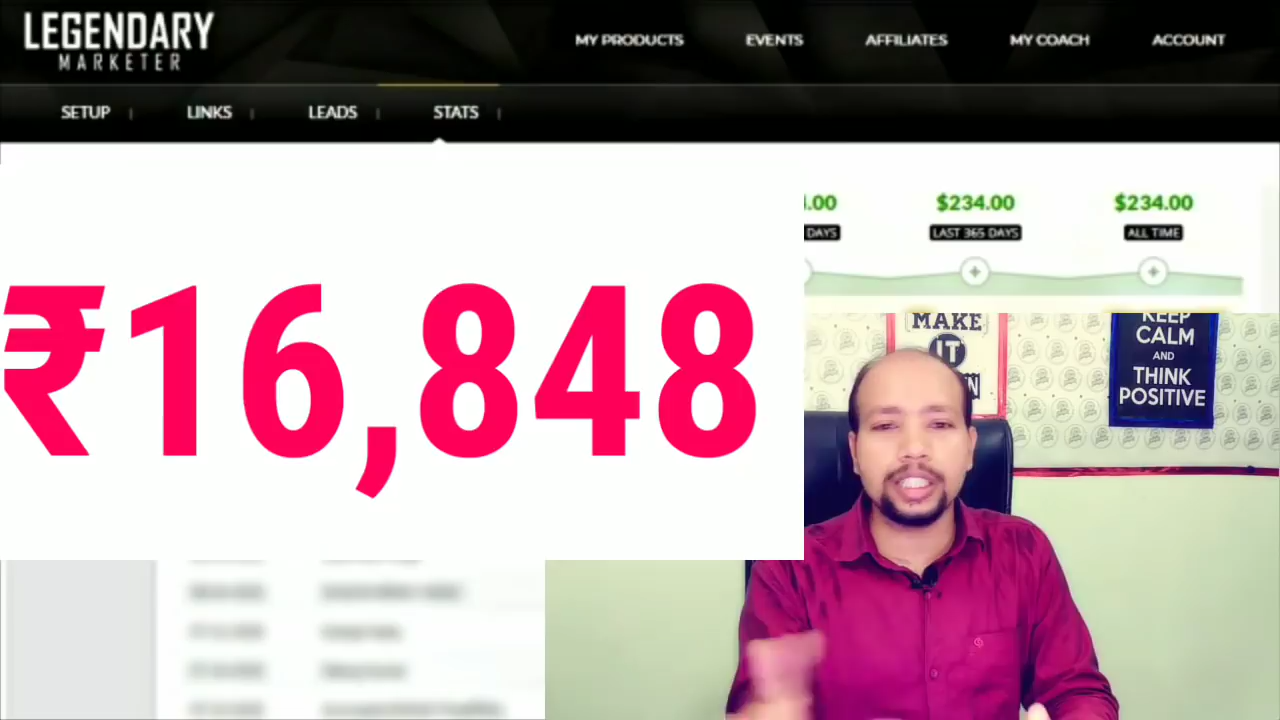 LEGENDARY
MARKETER
MY PRODUCTS EVENTS AFFILIATES MY COACH ACCOUNT
SETUP | LINKS | LEADS | STATS |
.00 $234.00 $234.00
DAYS LAST 365 DAYS ALL TIME
₹16,848
MAKE
IT
KEEP
CALM
AND
THINK
POSITIVE